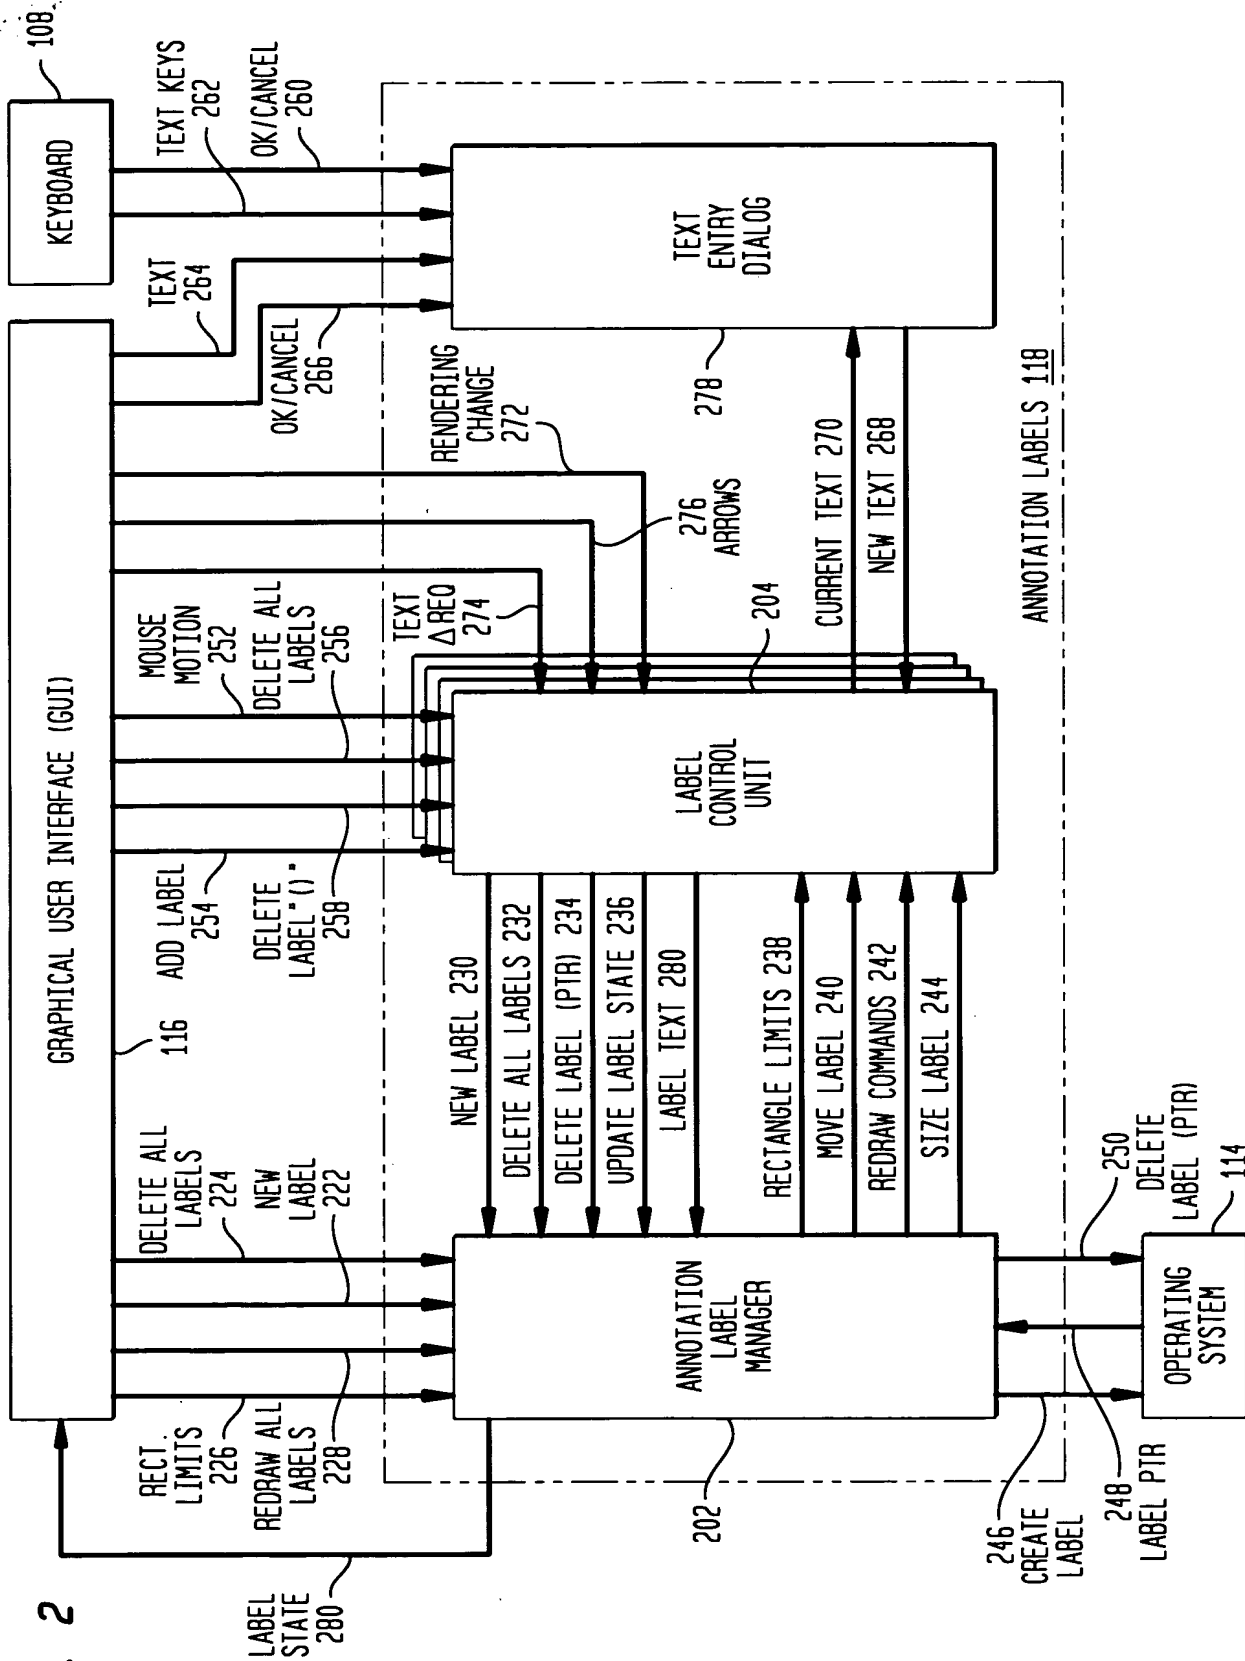 . 2
GRAPHICAL USER INTERFACE (GUI)
116
KEYBOARD
108
LABEL
STATE
280
RECT.
LIMITS
226
REDRAW ALL
LABELS
228
DELETE ALL
LABELS
224
NEW
LABEL
222
ADD LABEL
254
DELETE
LABEL"()"
258
MOUSE
MOTION
252
DELETE ALL
LABELS
256
TEXT
264
OK/CANCEL
266
TEXT KEYS
262
OK/CANCEL
260
TEXT
ΔREQ
274
RENDERING
CHANGE
272
276
ARROWS
NEW LABEL 230
DELETE ALL LABELS 232
DELETE LABEL (PTR) 234
UPDATE LABEL STATE 236
LABEL TEXT 280
RECTANGLE LIMITS 238
MOVE LABEL 240
REDRAW COMMANDS 242
SIZE LABEL 244
ANNOTATION
LABEL
MANAGER
202
LABEL
CONTROL
UNIT
204
TEXT
ENTRY
DIALOG
278
CURRENT TEXT 270
NEW TEXT 268
ANNOTATION LABELS 118
246
CREATE
LABEL
248
LABEL PTR
250
DELETE
LABEL (PTR)
OPERATING
SYSTEM
114